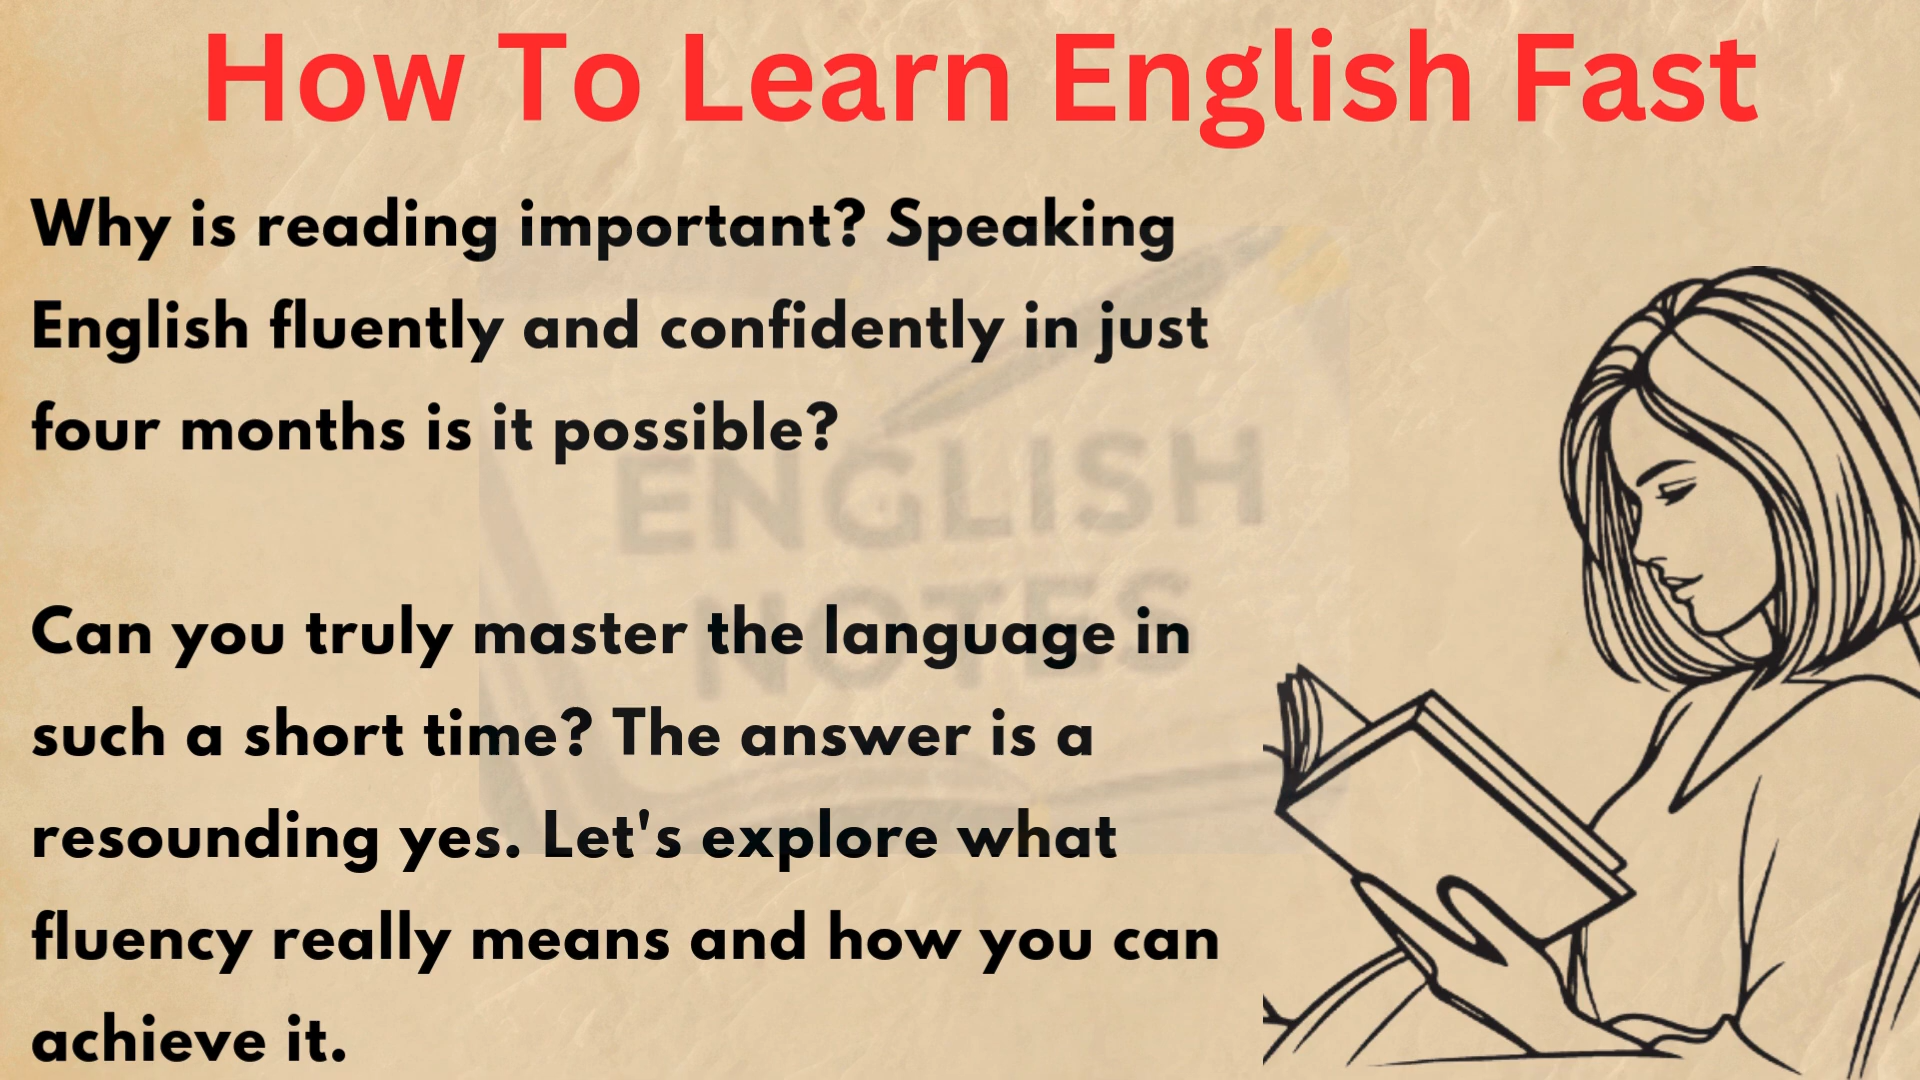 How To Learn English Fast
Why is reading important? Speaking
English fluently and confidently in just
four months is it possible?
ENGLISH
NOTES
Can you truly master the language in
such a short time? The answer is a
resounding yes. Let's explore what
fluency really means and how you can
achieve it.